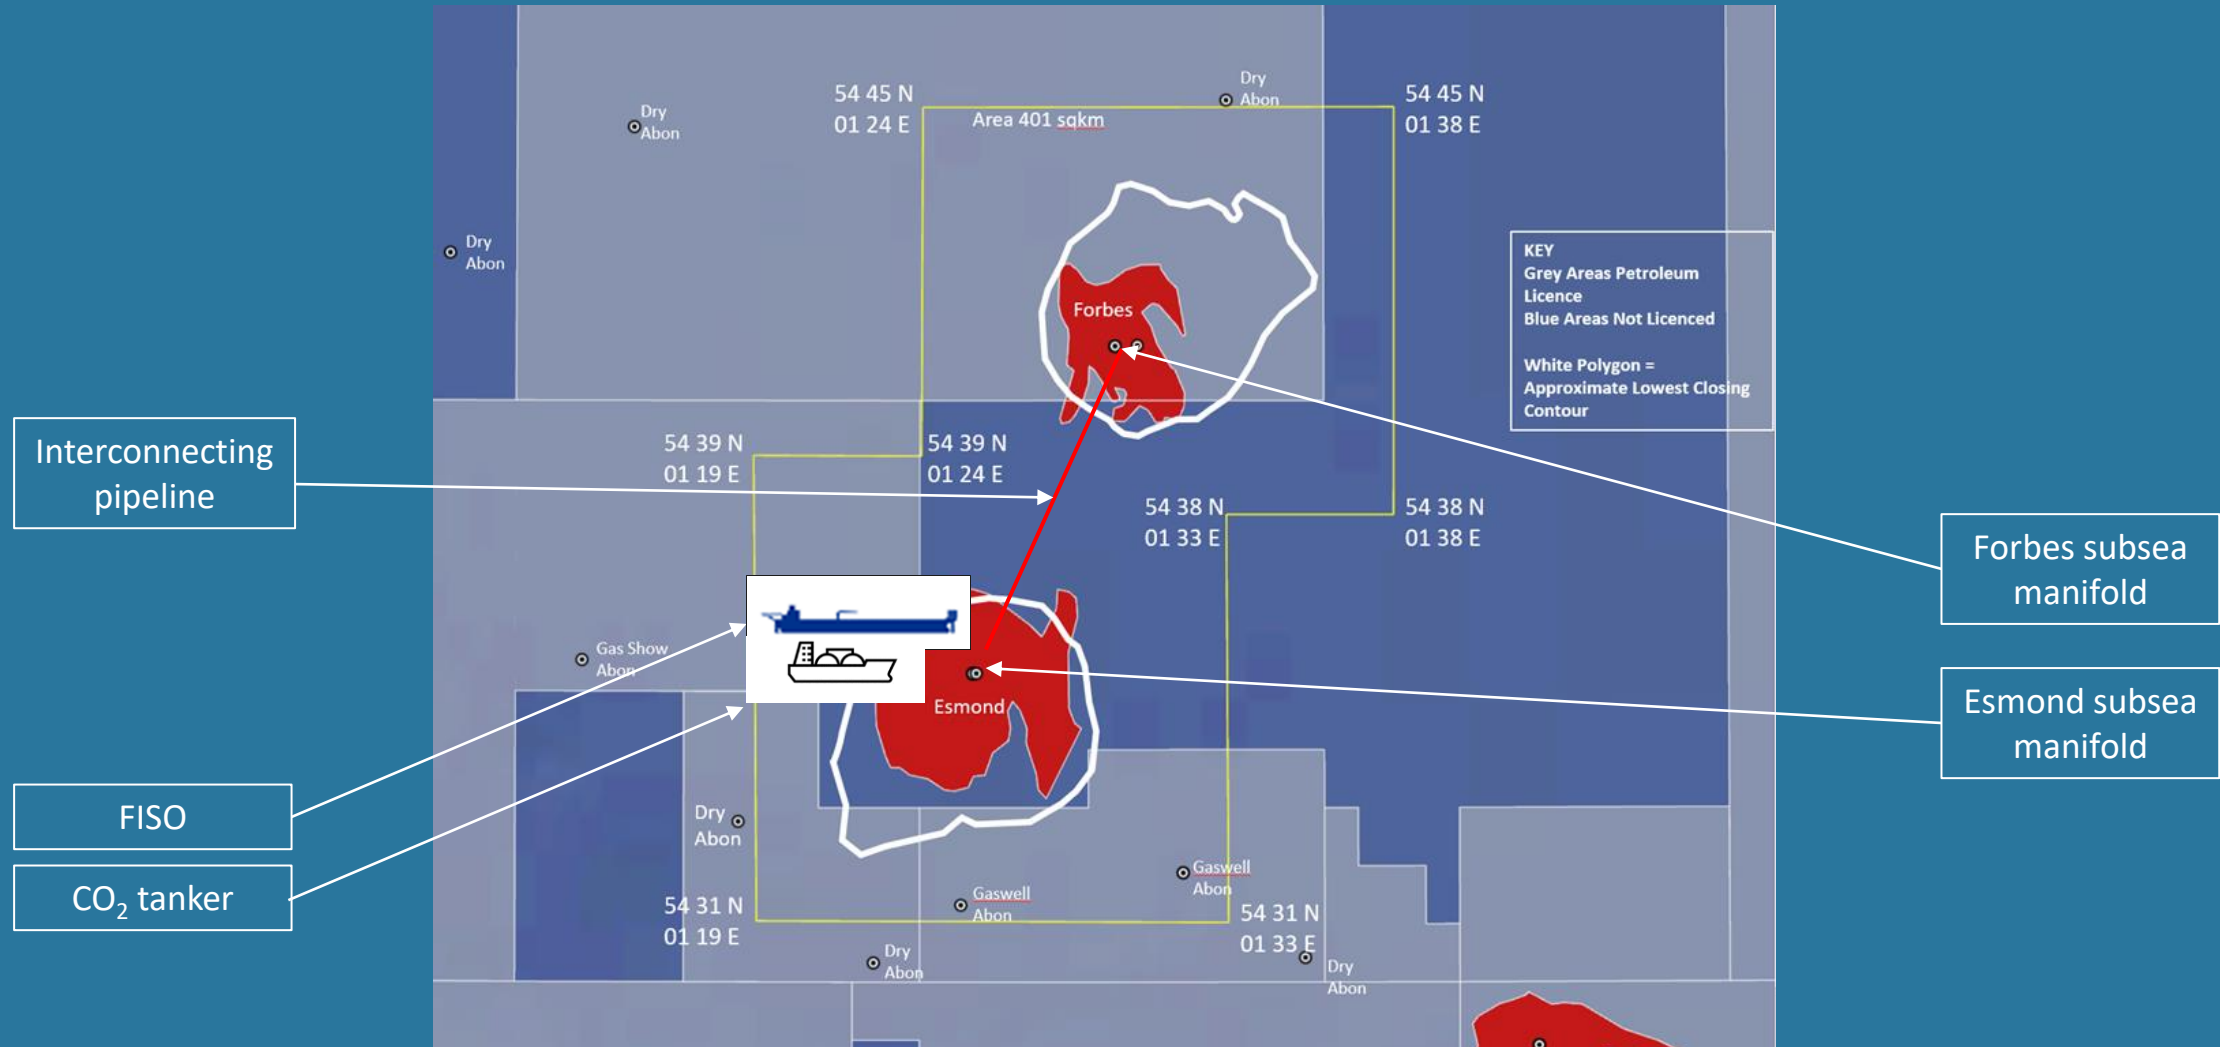 54 45 N
01 24 E
Area 401 sqkm
Dry
Abon
Dry
Abon
54 45 N
01 38 E
Dry
Abon
KEY
Grey Areas Petroleum
Licence
Blue Areas Not Licenced
White Polygon =
Approximate Lowest Closing
Contour
Forbes
Interconnecting
pipeline
54 39 N
01 19 E
54 39 N
01 24 E
54 38 N
01 33 E
54 38 N
01 38 E
Forbes subsea
manifold
Gas Show
Abon
Esmond
Esmond subsea
manifold
FISO
CO₂ tanker
Dry
Abon
Gaswell
Abon
Gaswell
Abon
54 31 N
01 19 E
54 31 N
01 33 E
Dry
Abon
Dry
Abon